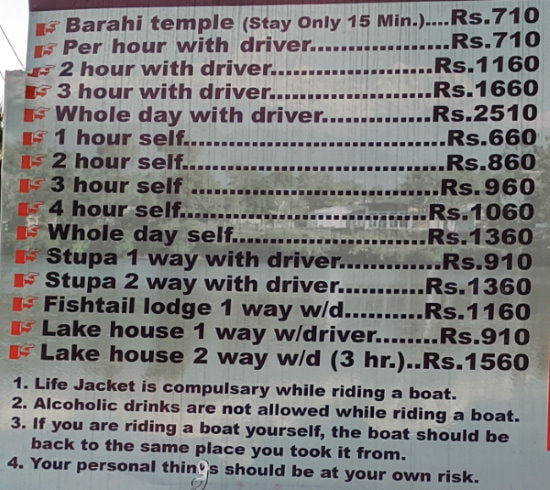 Barahi temple (Stay Only 15 Min.)....Rs.710
Per hour with driver....................Rs.710
2 hour with driver.......................Rs.1160
3 hour with driver.......................Rs.1660
Whole day with driver...............Rs.2510
1 hour self.....................................Rs.660
2 hour self.....................................Rs.860
3 hour self ...................................Rs.960
4 hour self...................................Rs.1060
Whole day self...........................Rs.1360
Stupa 1 way with driver..............Rs.910
Stupa 2 way with driver............Rs.1360
Fishtail lodge 1 way w/d...........Rs.1160
Lake house 1 way w/driver.........Rs.910
Lake house 2 way w/d (3 hr.)..Rs.1560
1. Life Jacket is compulsary while riding a boat.
2. Alcoholic drinks are not allowed while riding a boat.
3. If you are riding a boat yourself, the boat should be
back to the same place you took it from.
4. Your personal things should be at your own risk.